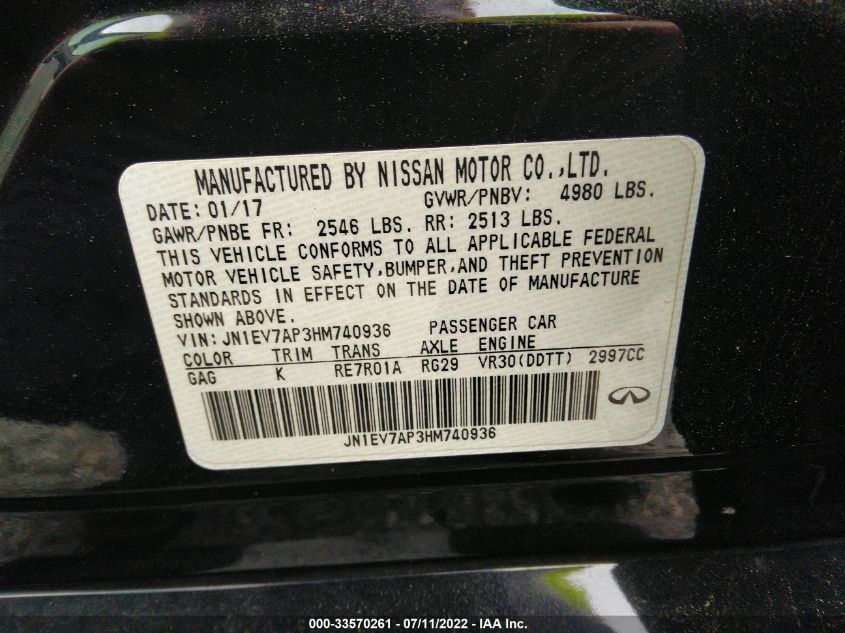 MANUFACTURED BY NISSAN MOTOR CO.,LTD.
DATE: 01/17 GVWR/PNBV: 4980 LBS.
GAWR/PNBE FR: 2546 LBS. RR: 2513 LBS.
THIS VEHICLE CONFORMS TO ALL APPLICABLE FEDERAL
MOTOR VEHICLE SAFETY,BUMPER,AND THEFT PREVENTION
STANDARDS IN EFFECT ON THE DATE OF MANUFACTURE
SHOWN ABOVE.
VIN: JN1EV7AP3HM740936 PASSENGER CAR
COLOR TRIM TRANS AXLE ENGINE
GAG K RE7R01A RG29 VR30(DDTT) 2997CC
JN1EV7AP3HM740936
000-33570261 - 07/11/2022 - IAA Inc.